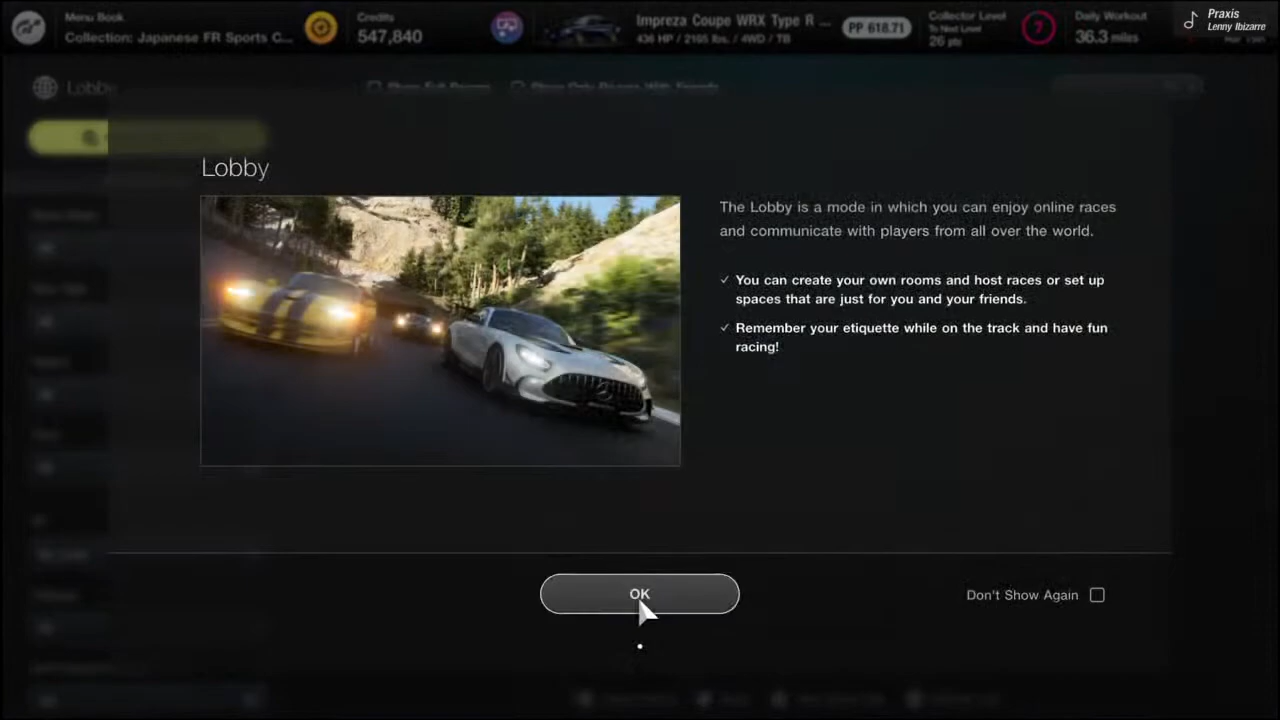 Menu Book
Collection: Japanese FR Sports C...
Credits
547,840
Impreza Coupe WRX Type R ...
436 HP / 2165 lbs. / 4WD / TB
PP 618.71
Collector Level
To Next Level
26 pts
7
Daily Workout
36.3 miles
Praxis
Lenny Ibizarre
Lobby
Lobby
The Lobby is a mode in which you can enjoy online races
and communicate with players from all over the world.
✓ You can create your own rooms and host races or set up
spaces that are just for you and your friends.
✓ Remember your etiquette while on the track and have fun
racing!
OK
Don't Show Again